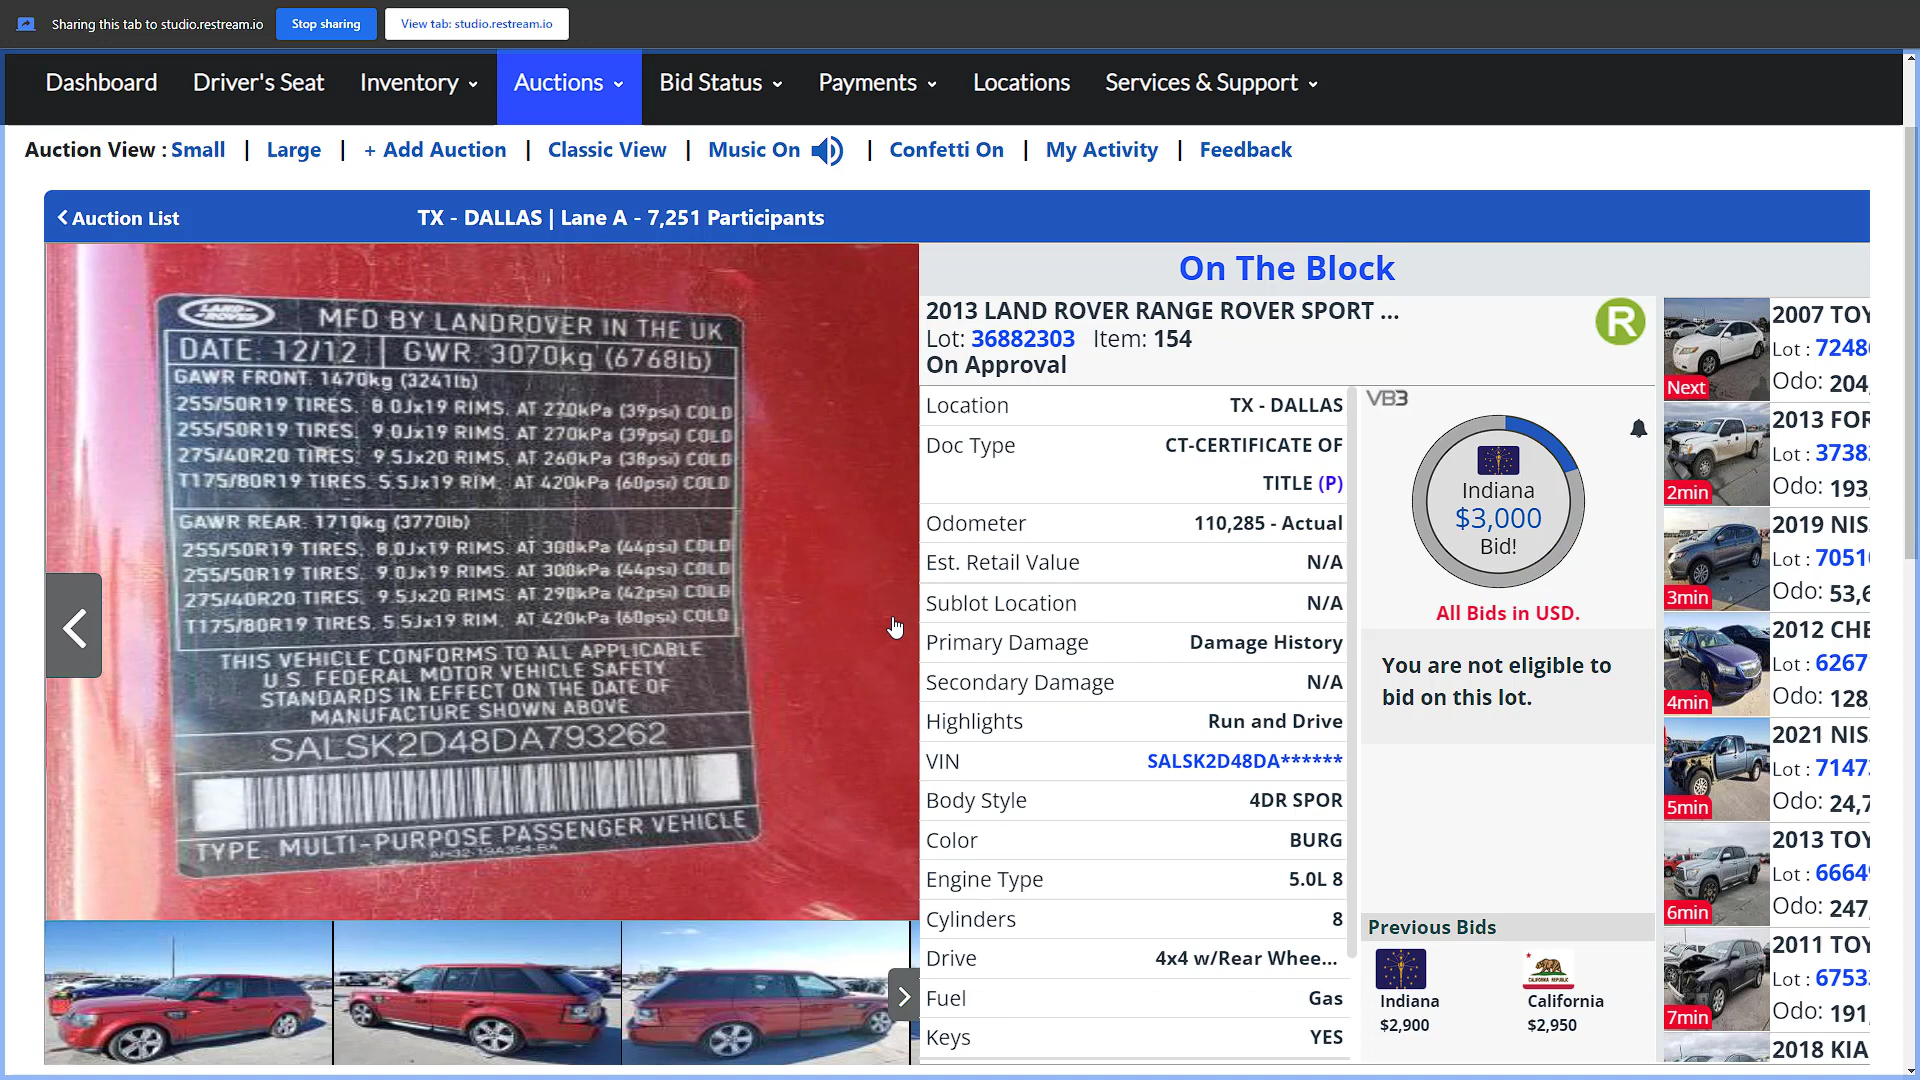 Sharing this tab to studio.restream.io
Stop sharing
View tab: studio.restream.io
Dashboard
Driver's Seat
Inventory
Auctions
Bid Status
Payments
Locations
Services & Support
Auction View : Small | Large | + Add Auction | Classic View | Music On | Confetti On | My Activity | Feedback
Auction List
TX - DALLAS | Lane A - 7,251 Participants
LAND ROVER
MFD BY LANDROVER IN THE UK
DATE: 12/12 GWR. 3070kg (6768lb)
GAWR FRONT. 1470kg (3241lb)
255/50R19 TIRES. 8.0Jx19 RIMS. AT 270kPa (39psi) COLD
255/50R19 TIRES. 9.0Jx19 RIMS. AT 270kPa (39psi) COLD
275/40R20 TIRES. 9.5Jx20 RIMS. AT 260kPa (38psi) COLD
T175/80R19 TIRES. 5.5Jx19 RIM. AT 420kPa (60psi) COLD
GAWR REAR. 1710kg (3770lb)
255/50R19 TIRES. 8.0Jx19 RIMS. AT 300kPa (44psi) COLD
255/50R19 TIRES. 9.0Jx19 RIMS. AT 300kPa (44psi) COLD
275/40R20 TIRES. 9.5Jx20 RIMS. AT 290kPa (42psi) COLD
T175/80R19 TIRES. 5.5Jx19 RIM. AT 420kPa (60psi) COLD
THIS VEHICLE CONFORMS TO ALL APPLICABLE
U.S. FEDERAL MOTOR VEHICLE SAFETY
STANDARDS IN EFFECT ON THE DATE OF
MANUFACTURE SHOWN ABOVE
SALSK2D48DA793262
TYPE. MULTI-PURPOSE PASSENGER VEHICLE
On The Block
2013 LAND ROVER RANGE ROVER SPORT ...
Lot: 36882303 Item: 154
On Approval
R
Location TX - DALLAS
Doc Type CT-CERTIFICATE OF
TITLE (P)
Odometer 110,285 - Actual
Est. Retail Value N/A
Sublot Location N/A
Primary Damage Damage History
Secondary Damage N/A
Highlights Run and Drive
VIN SALSK2D48DA******
Body Style 4DR SPOR
Color BURG
Engine Type 5.0L 8
Cylinders 8
Drive 4x4 w/Rear Whee...
Fuel Gas
Keys YES
VB3
Indiana
$3,000
Bid!
All Bids in USD.
You are not eligible to
bid on this lot.
Previous Bids
Indiana
$2,900
California
$2,950
2007 TOY
Lot : 7248
Odo: 204,
Next
2013 FOR
Lot : 3738
Odo: 193,
2min
2019 NIS
Lot : 7051
Odo: 53,6
3min
2012 CHE
Lot : 6267
Odo: 128,
4min
2021 NIS
Lot : 7147
Odo: 24,7
5min
2013 TOY
Lot : 6664
Odo: 247,
6min
2011 TOY
Lot : 6753
Odo: 191,
7min
2018 KIA